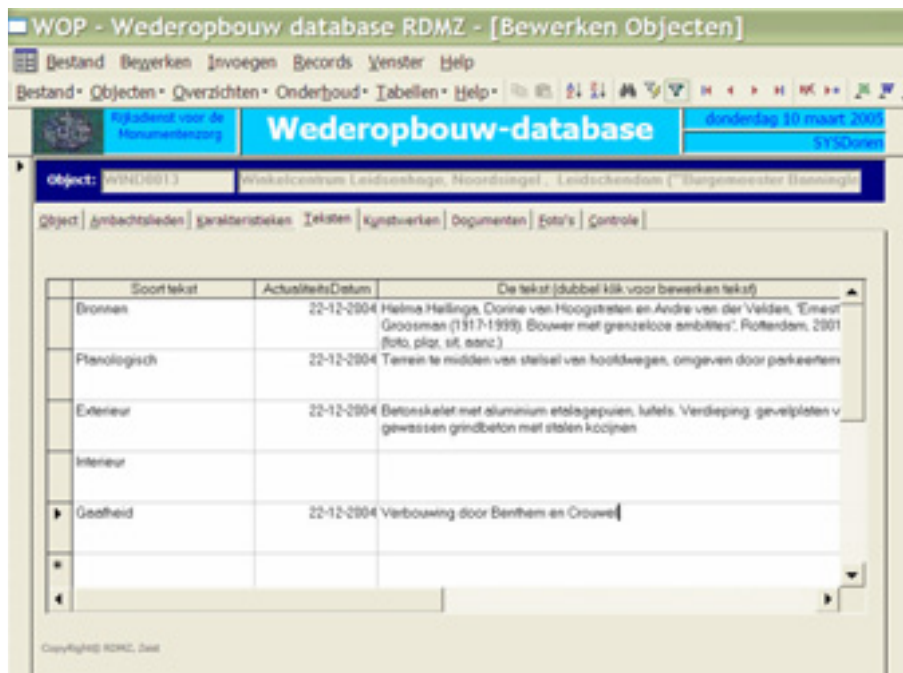 WOP - Wederopbouw database RDMZ - [Bewerken Objecten]
Bestand Bewerken Invoegen Records Venster Help
Bestand Objecten Overzichten Onderhoud Tabellen Help
Rijksdienst voor de
Monumentenzorg
Wederopbouw-database
donderdag 10 maart 2005
SYSDorien
Object: WIND0013 Winkelcentrum Leidsenhage, Noordsingel, Leidschendam ("Burgemeester Banning
Object Ambachtslieden Karakteristieken Teksten Kunstwerken Documenten Foto's Controle
Soort tekst ActualiteitsDatum De tekst (dubbel klik voor bewerken tekst)
Bronnen 22-12-2004 Helma Hellinga, Dorine van Hoogstraten en Andre van der Velden, "Ernest
Groosman (1917-1999). Bouwer met grenzeloze ambities". Rotterdam, 2001
(foto, plgr, sit, aanz.)
Planologisch 22-12-2004 Terrein te midden van stelsel van hoofdwegen, omgeven door parkeerterre
Exterieur 22-12-2004 Betonskelet met aluminium etalagepuien, luifels. Verdieping: gevelplaten v
gewassen grindbeton met stalen kozijnen
Interieur
Gaafheid 22-12-2004 Verbouwing door Benthem en Crouwel
CopyRight© RDMZ, Zeist